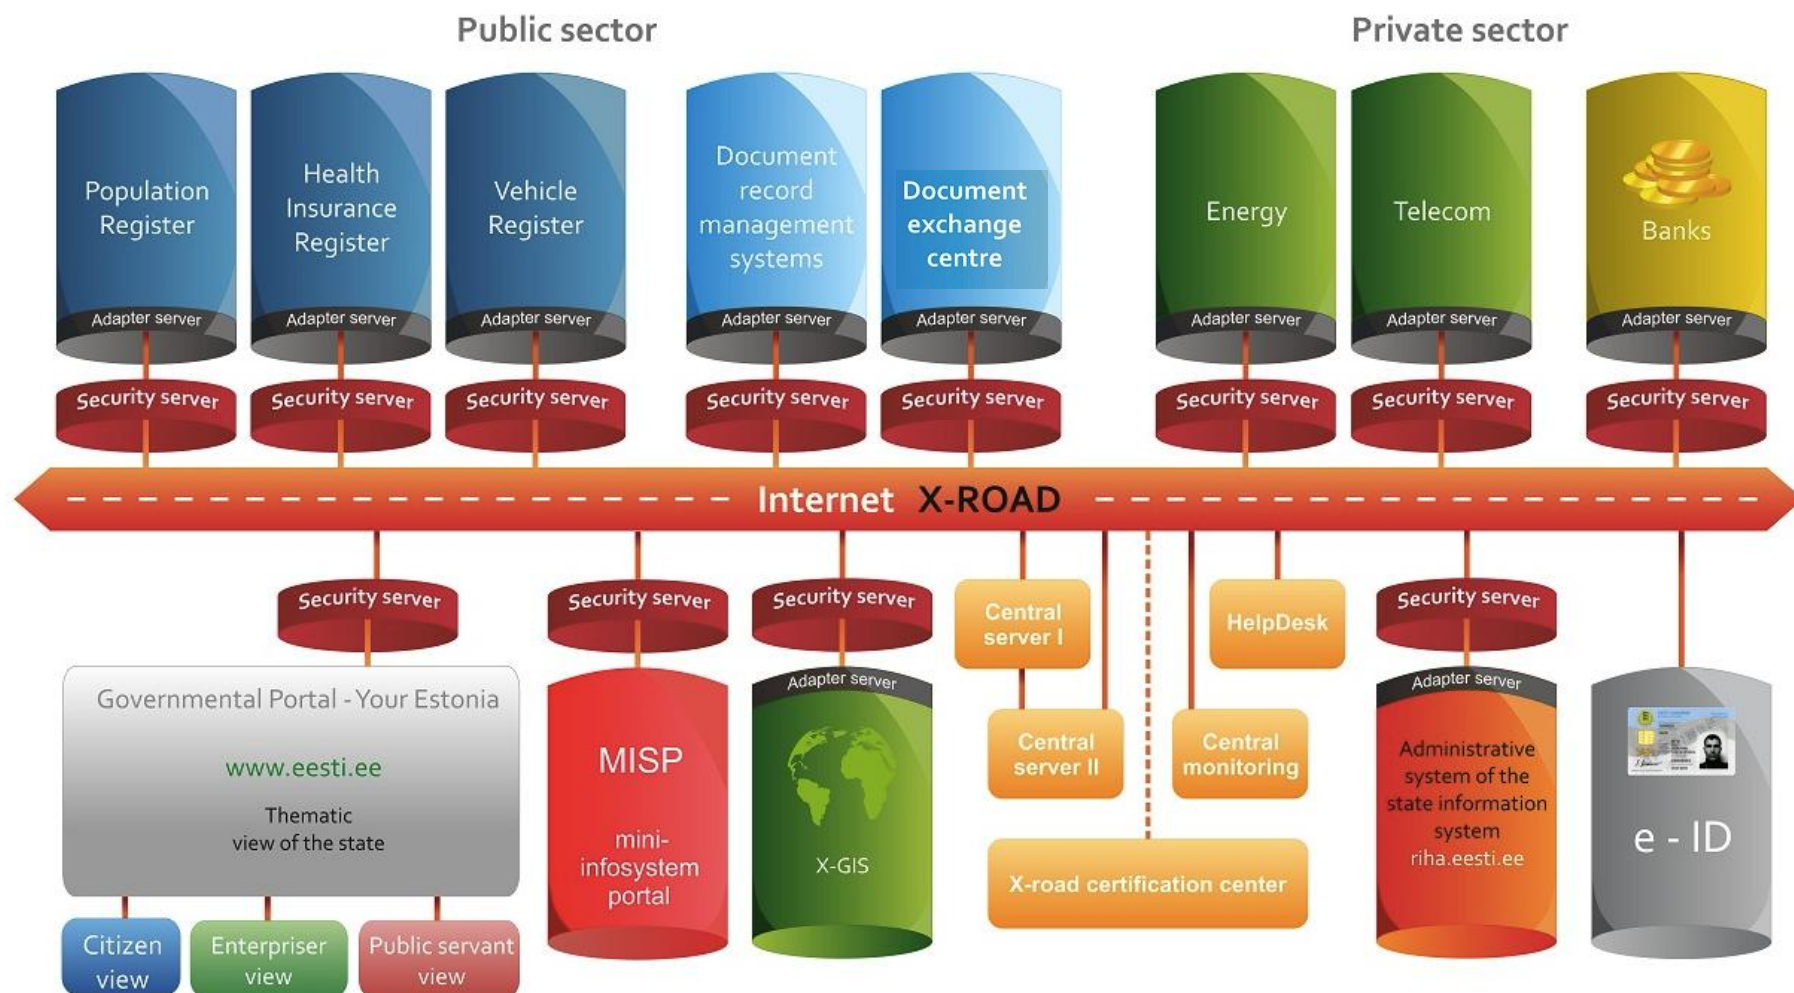 Public sector
Private sector
Population
Register
Health
Insurance
Register
Vehicle
Register
Document
record
management
systems
Document
exchange
centre
Energy
Telecom
Banks
Adapter server
Adapter server
Adapter server
Adapter server
Adapter server
Adapter server
Adapter server
Adapter server
Security server
Security server
Security server
Security server
Security server
Security server
Security server
Security server
Internet X-ROAD
Security server
Security server
Security server
Security server
Governmental Portal - Your Estonia
www.eesti.ee
Thematic
view of the state
Citizen
view
Enterpriser
view
Public servant
view
MISP
mini-
infosystem
portal
Adapter server
X-GIS
Central
server I
Central
server II
HelpDesk
Central
monitoring
X-road certification center
Adapter server
Administrative
system of the
state information
system
riha.eesti.ee
e - ID